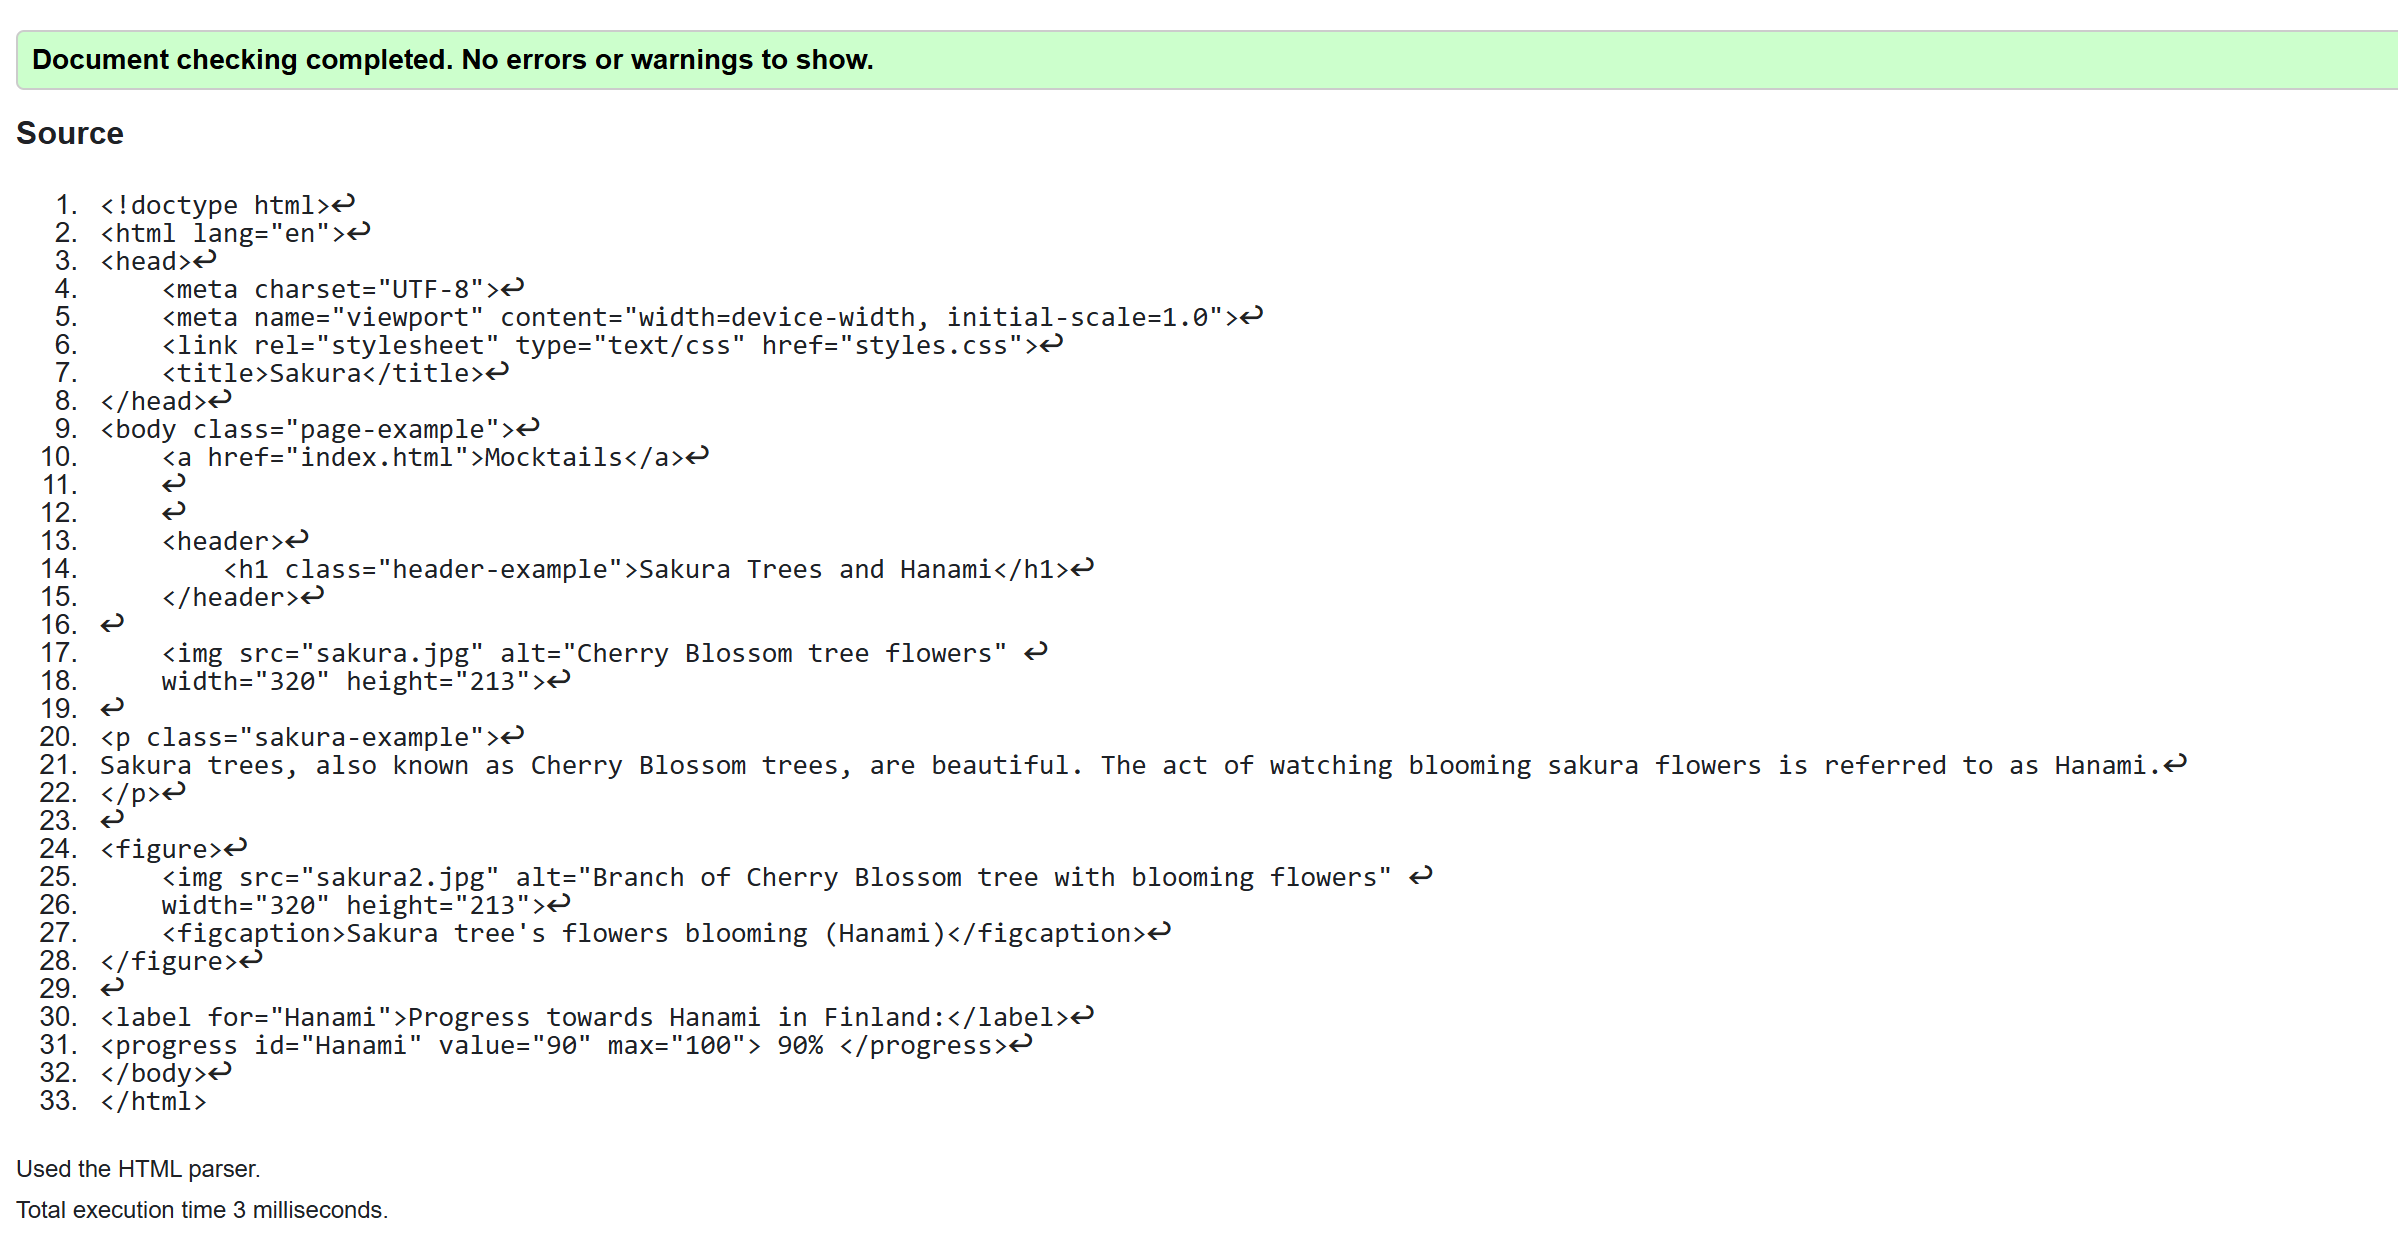 Document checking completed. No errors or warnings to show.
Source
1. <!doctype html>↩
2. <html lang="en">↩
3. <head>↩
4.     <meta charset="UTF-8">↩
5.     <meta name="viewport" content="width=device-width, initial-scale=1.0">↩
6.     <link rel="stylesheet" type="text/css" href="styles.css">↩
7.     <title>Sakura</title>↩
8. </head>↩
9. <body class="page-example">↩
10.     <a href="index.html">Mocktails</a>↩
11.     ↩
12.     ↩
13.     <header>↩
14.         <h1 class="header-example">Sakura Trees and Hanami</h1>↩
15.     </header>↩
16. ↩
17.     <img src="sakura.jpg" alt="Cherry Blossom tree flowers" ↩
18.     width="320" height="213">↩
19. ↩
20. <p class="sakura-example">↩
21. Sakura trees, also known as Cherry Blossom trees, are beautiful. The act of watching blooming sakura flowers is referred to as Hanami.↩
22. </p>↩
23. ↩
24. <figure>↩
25.     <img src="sakura2.jpg" alt="Branch of Cherry Blossom tree with blooming flowers" ↩
26.     width="320" height="213">↩
27.     <figcaption>Sakura tree's flowers blooming (Hanami)</figcaption>↩
28. </figure>↩
29. ↩
30. <label for="Hanami">Progress towards Hanami in Finland:</label>↩
31. <progress id="Hanami" value="90" max="100"> 90% </progress>↩
32. </body>↩
33. </html>
Used the HTML parser.
Total execution time 3 milliseconds.